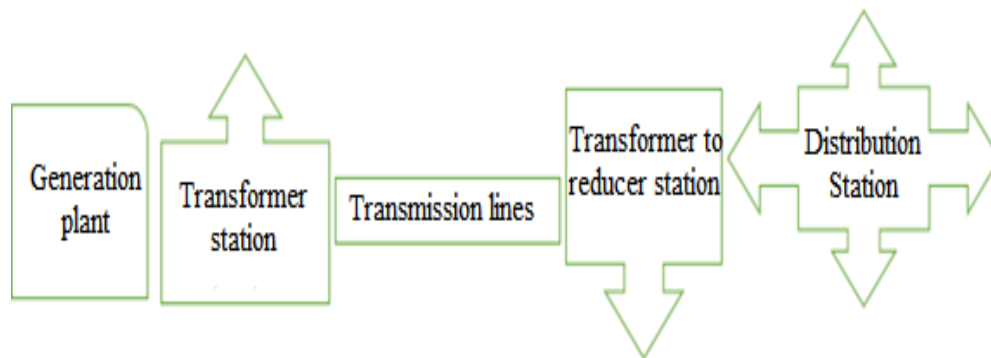 Generation
plant
Transformer
station
Transmission lines
Transformer to
reducer station
Distribution
Station